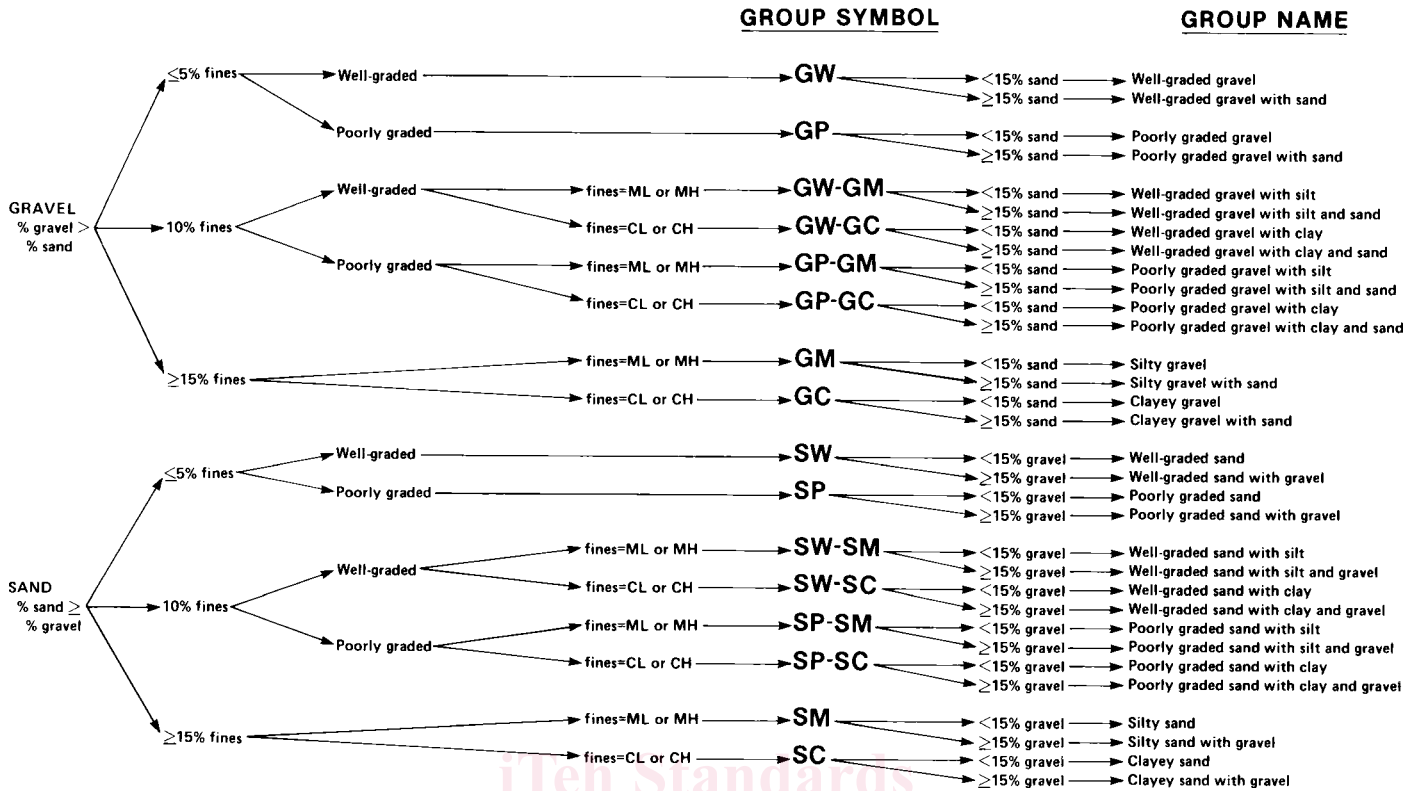 GROUP SYMBOL GROUP NAME
≤5% fines Well-graded GW <15% sand Well-graded gravel
≥15% sand Well-graded gravel with sand
Poorly graded GP <15% sand Poorly graded gravel
≥15% sand Poorly graded gravel with sand
GRAVEL
% gravel >
% sand
10% fines Well-graded fines=ML or MH GW-GM <15% sand Well-graded gravel with silt
≥15% sand Well-graded gravel with silt and sand
fines=CL or CH GW-GC <15% sand Well-graded gravel with clay
≥15% sand Well-graded gravel with clay and sand
Poorly graded fines=ML or MH GP-GM <15% sand Poorly graded gravel with silt
≥15% sand Poorly graded gravel with silt and sand
fines=CL or CH GP-GC <15% sand Poorly graded gravel with clay
≥15% sand Poorly graded gravel with clay and sand
≥15% fines fines=ML or MH GM <15% sand Silty gravel
≥15% sand Silty gravel with sand
fines=CL or CH GC <15% sand Clayey gravel
≥15% sand Clayey gravel with sand
≤5% fines Well-graded SW <15% gravel Well-graded sand
≥15% gravel Well-graded sand with gravel
Poorly graded SP <15% gravel Poorly graded sand
≥15% gravel Poorly graded sand with gravel
SAND
% sand ≥
% gravel
10% fines Well-graded fines=ML or MH SW-SM <15% gravel Well-graded sand with silt
≥15% gravel Well-graded sand with silt and gravel
fines=CL or CH SW-SC <15% gravel Well-graded sand with clay
≥15% gravel Well-graded sand with clay and gravel
Poorly graded fines=ML or MH SP-SM <15% gravel Poorly graded sand with silt
≥15% gravel Poorly graded sand with silt and gravel
fines=CL or CH SP-SC <15% gravel Poorly graded sand with clay
≥15% gravel Poorly graded sand with clay and gravel
≥15% fines fines=ML or MH SM <15% gravel Silty sand
≥15% gravel Silty sand with gravel
fines=CL or CH SC <15% gravel Clayey sand
≥15% gravel Clayey sand with gravel
iTeh Standards